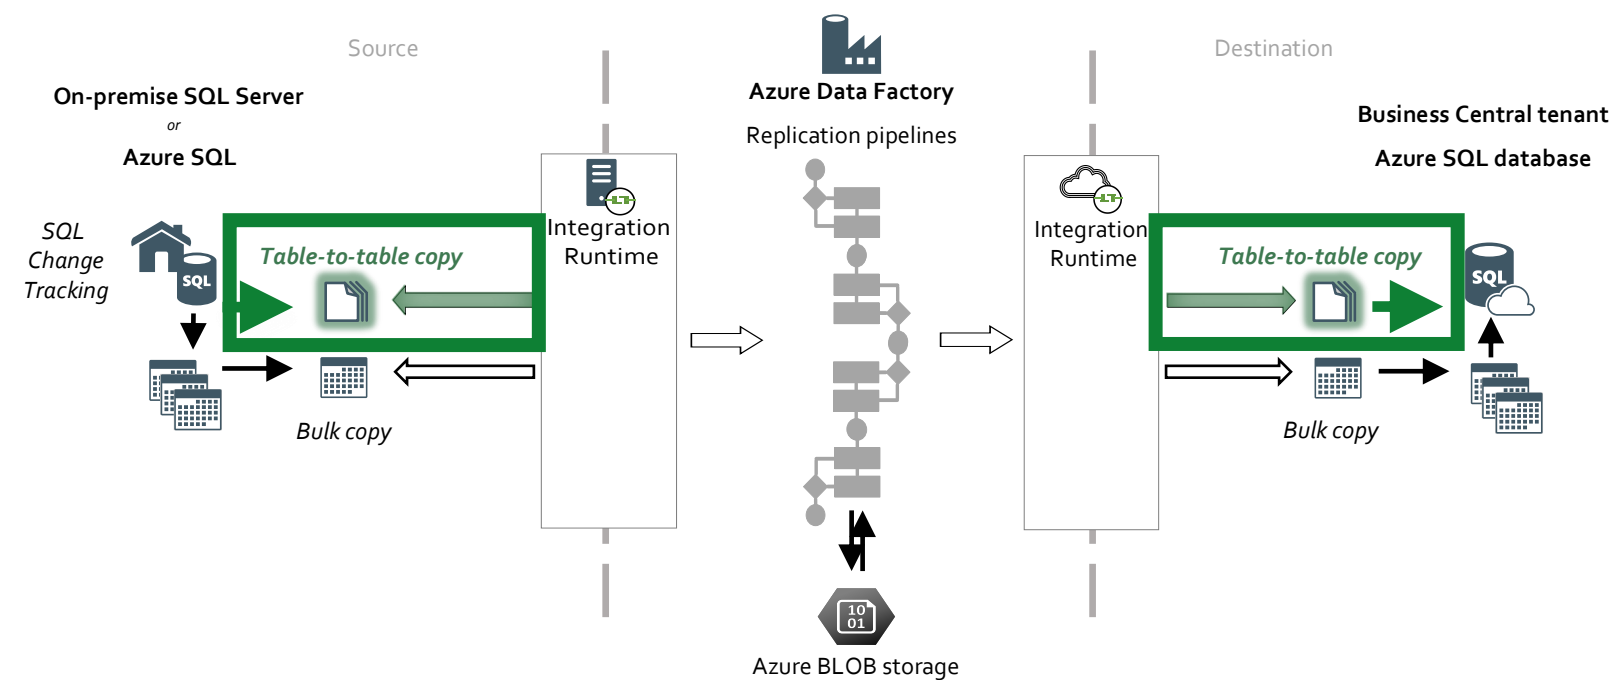 Source
Destination
On-premise SQL Server
or
Azure SQL
Azure Data Factory
Replication pipelines
Business Central tenant
Azure SQL database
SQL
Change
Tracking
SQL
Table-to-table copy
Integration
Runtime
Integration
Runtime
Table-to-table copy
SQL
Bulk copy
Bulk copy
10
01
Azure BLOB storage